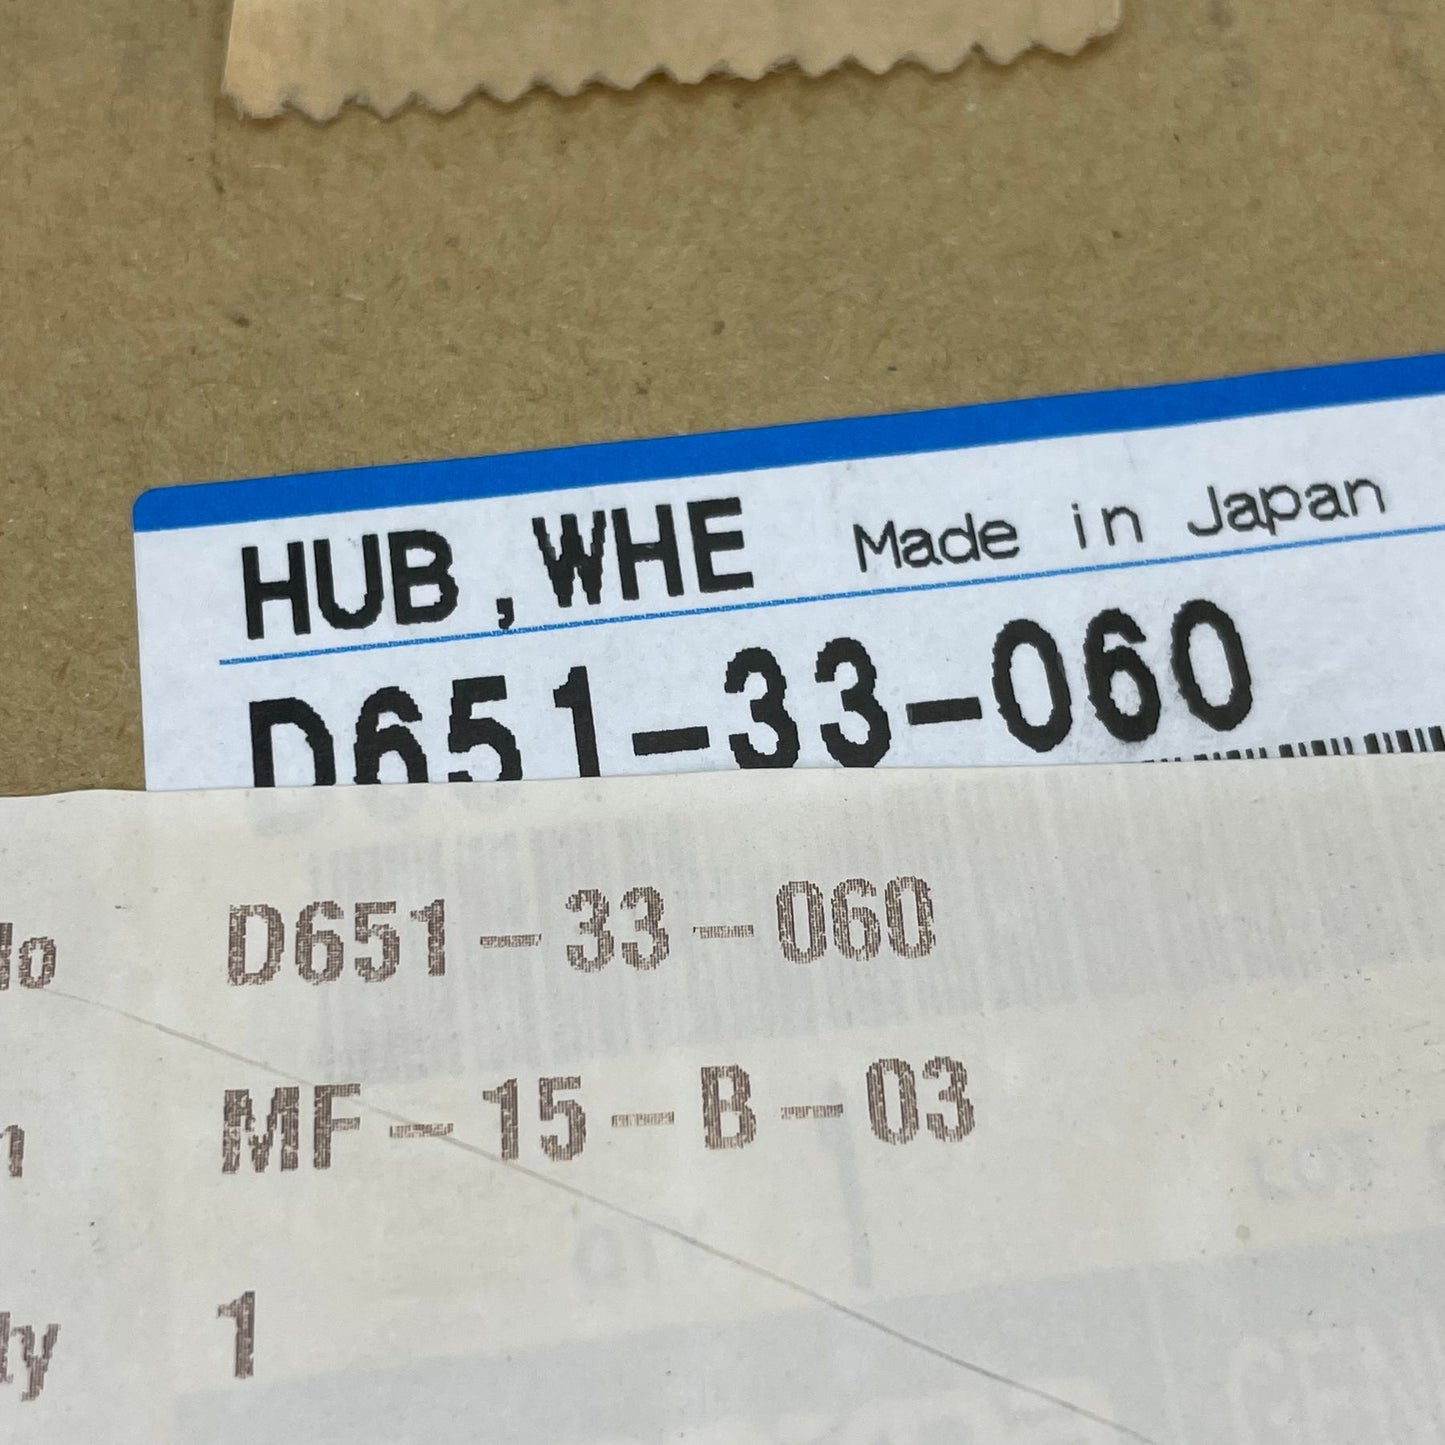 HUB,WHE Made in Japan
D651-33-060
D651-33-060
MF-15-B-03
1